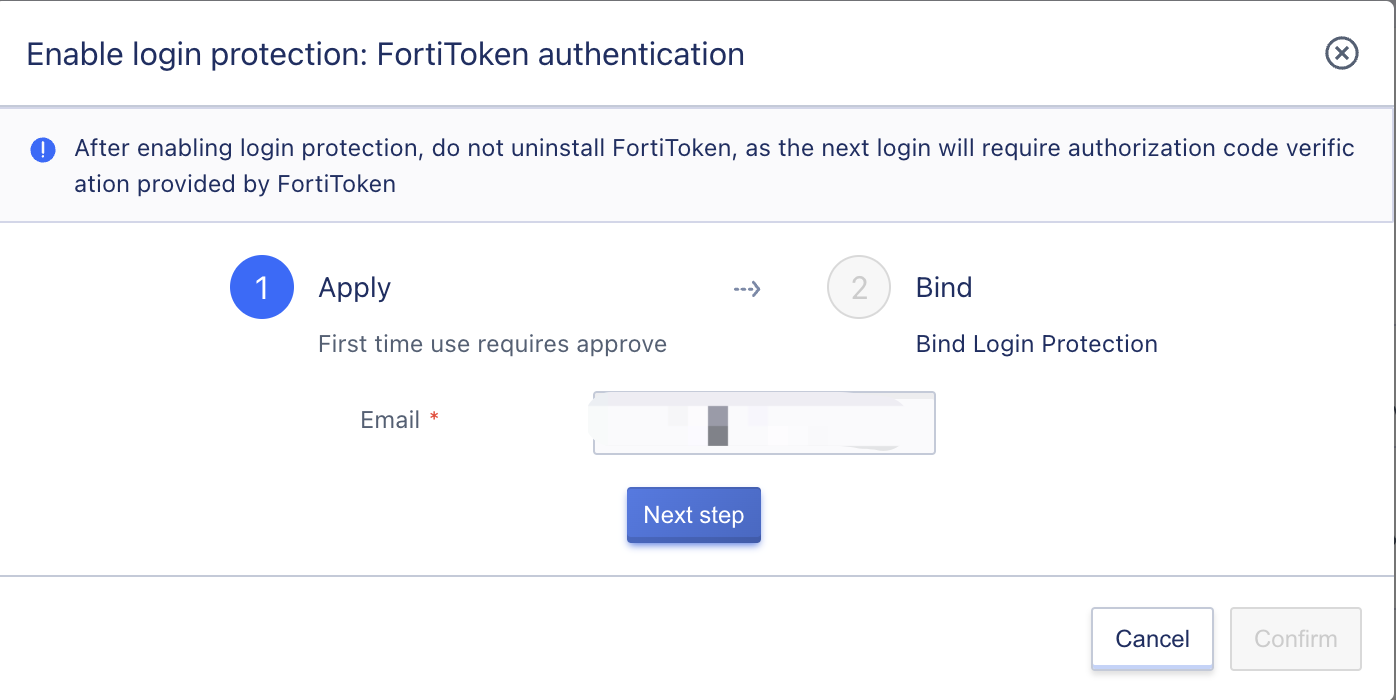 Enable login protection: FortiToken authentication
After enabling login protection, do not uninstall FortiToken, as the next login will require authorization code verific
ation provided by FortiToken
1 Apply
2 Bind
First time use requires approve
Bind Login Protection
Email *
Next step
Cancel
Confirm